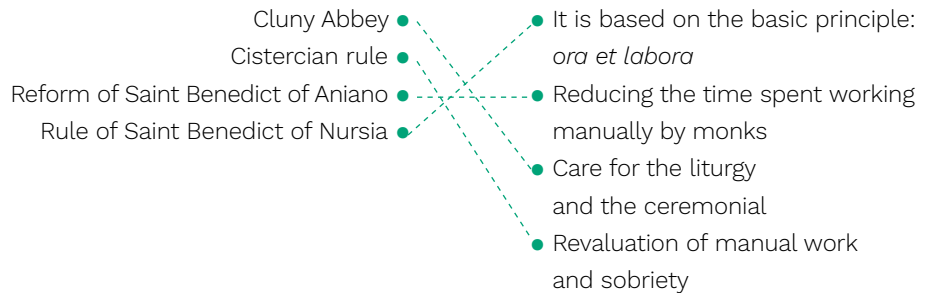 Cluny Abbey
Cistercian rule
Reform of Saint Benedict of Aniano
Rule of Saint Benedict of Nursia
It is based on the basic principle:
ora et labora
Reducing the time spent working
manually by monks
Care for the liturgy
and the ceremonial
Revaluation of manual work
and sobriety